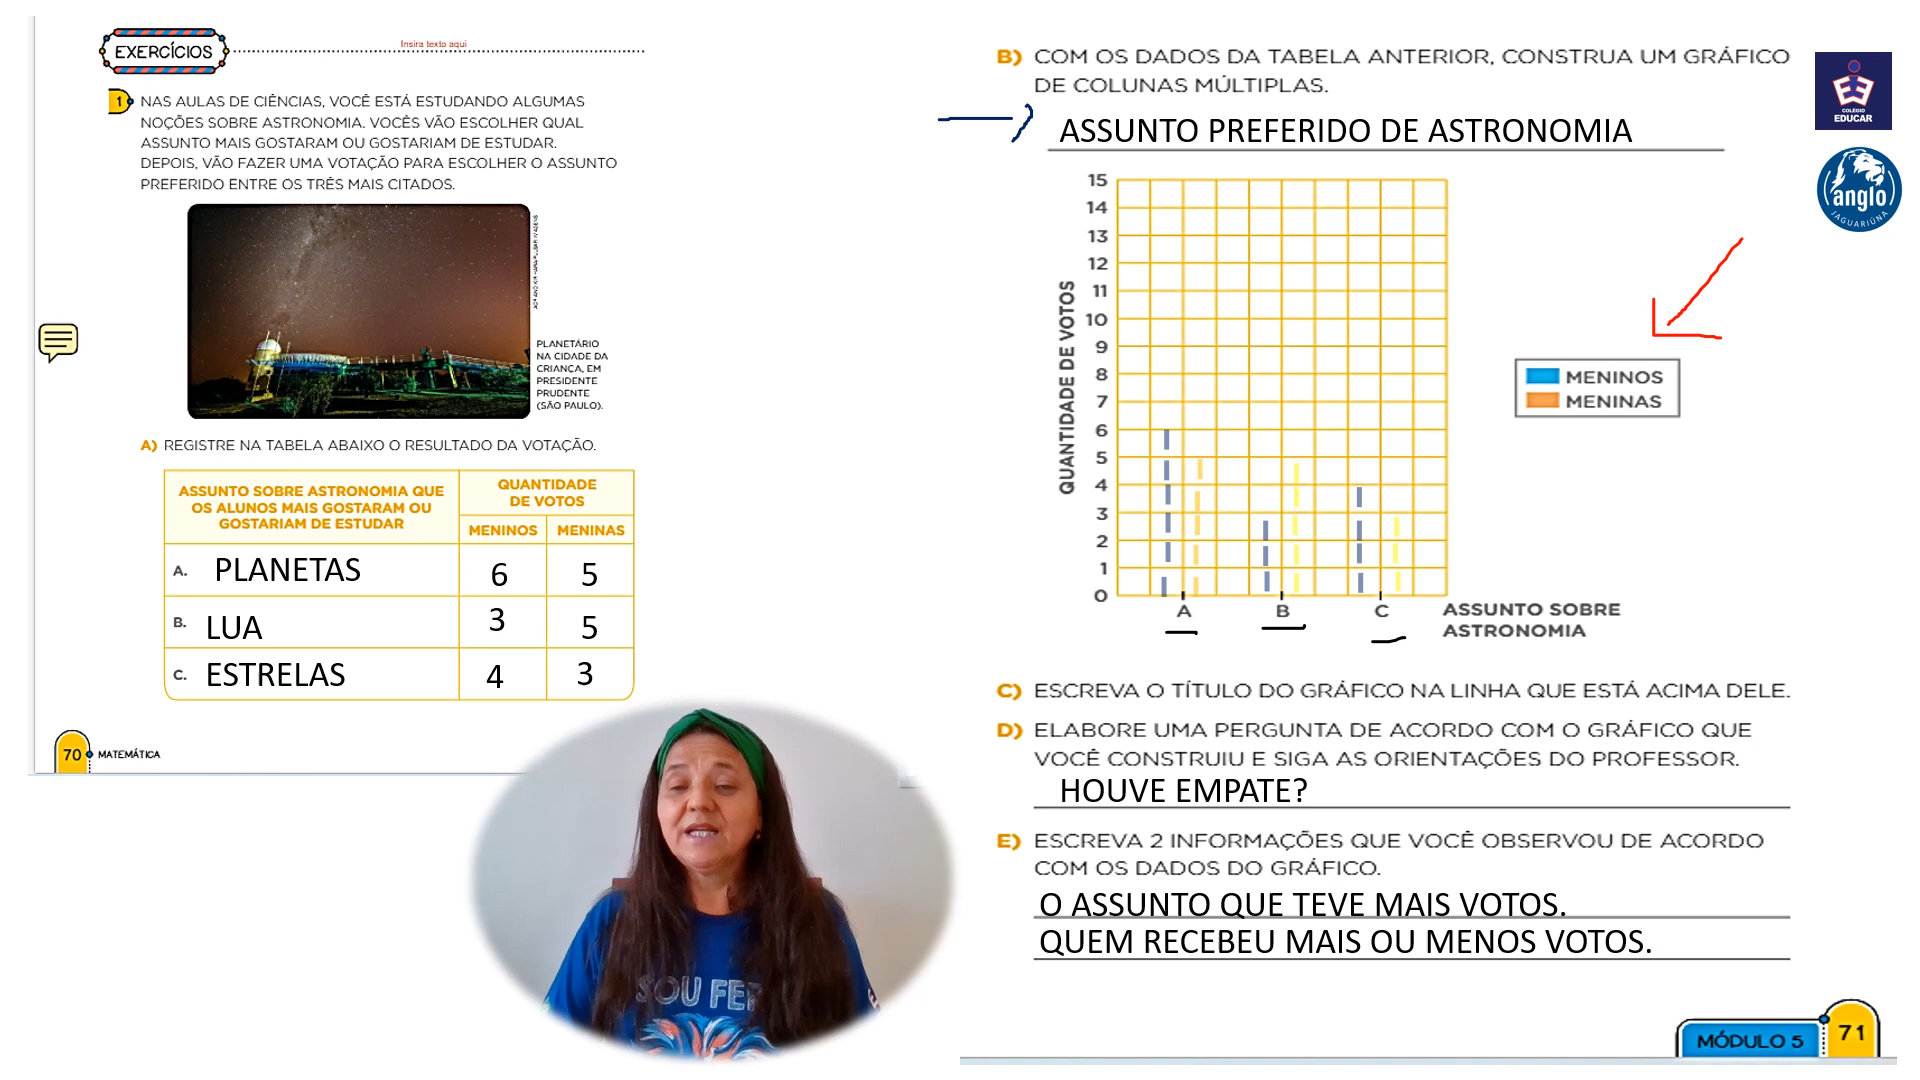 EXERCÍCIOS
Insira texto aqui
1 NAS AULAS DE CIÊNCIAS, VOCÊ ESTÁ ESTUDANDO ALGUMAS
NOÇÕES SOBRE ASTRONOMIA. VOCÊS VÃO ESCOLHER QUAL
ASSUNTO MAIS GOSTARAM OU GOSTARIAM DE ESTUDAR.
DEPOIS, VÃO FAZER UMA VOTAÇÃO PARA ESCOLHER O ASSUNTO
PREFERIDO ENTRE OS TRÊS MAIS CITADOS.
PLANETÁRIO
NA CIDADE DA
CRIANÇA, EM
PRESIDENTE
PRUDENTE
(SÃO PAULO).
A) REGISTRE NA TABELA ABAIXO O RESULTADO DA VOTAÇÃO.
ASSUNTO SOBRE ASTRONOMIA QUE
OS ALUNOS MAIS GOSTARAM OU
GOSTARIAM DE ESTUDAR
QUANTIDADE
DE VOTOS
MENINOS MENINAS
A. PLANETAS 6 5
B. LUA 3 5
C. ESTRELAS 4 3
70 MATEMÁTICA
SOU FE
B) COM OS DADOS DA TABELA ANTERIOR, CONSTRUA UM GRÁFICO
DE COLUNAS MÚLTIPLAS.
ASSUNTO PREFERIDO DE ASTRONOMIA
QUANTIDADE DE VOTOS
15
14
13
12
11
10
9
8
7
6
5
4
3
2
1
0
A B C
ASSUNTO SOBRE
ASTRONOMIA
MENINOS
MENINAS
COLÉGIO
EDUCAR
anglo
JAGUARIÚNA
C) ESCREVA O TÍTULO DO GRÁFICO NA LINHA QUE ESTÁ ACIMA DELE.
D) ELABORE UMA PERGUNTA DE ACORDO COM O GRÁFICO QUE
VOCÊ CONSTRUIU E SIGA AS ORIENTAÇÕES DO PROFESSOR.
HOUVE EMPATE?
E) ESCREVA 2 INFORMAÇÕES QUE VOCÊ OBSERVOU DE ACORDO
COM OS DADOS DO GRÁFICO.
O ASSUNTO QUE TEVE MAIS VOTOS.
QUEM RECEBEU MAIS OU MENOS VOTOS.
MÓDULO 5 71